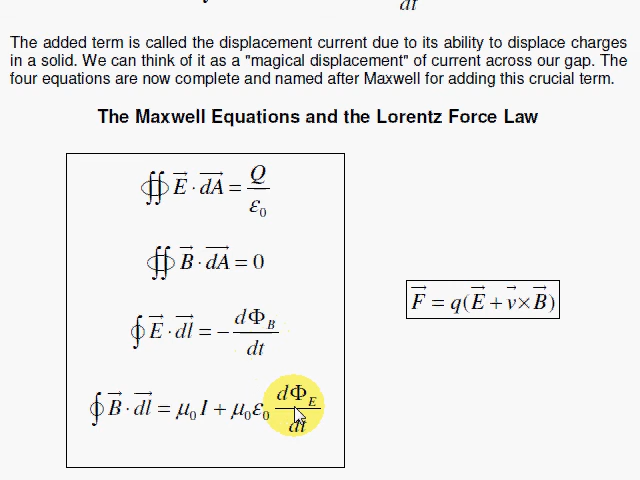 dt
The added term is called the displacement current due to its ability to displace charges
in a solid. We can think of it as a "magical displacement" of current across our gap. The
four equations are now complete and named after Maxwell for adding this crucial term.
The Maxwell Equations and the Lorentz Force Law
∯ E⃗ · dA⃗ = Q/ε₀
∯ B⃗ · dA⃗ = 0
F⃗ = q(E⃗ + v⃗ × B⃗)
∮ E⃗ · dl⃗ = − dΦ_B/dt
∮ B⃗ · dl⃗ = μ₀I + μ₀ε₀ dΦ_E/dt